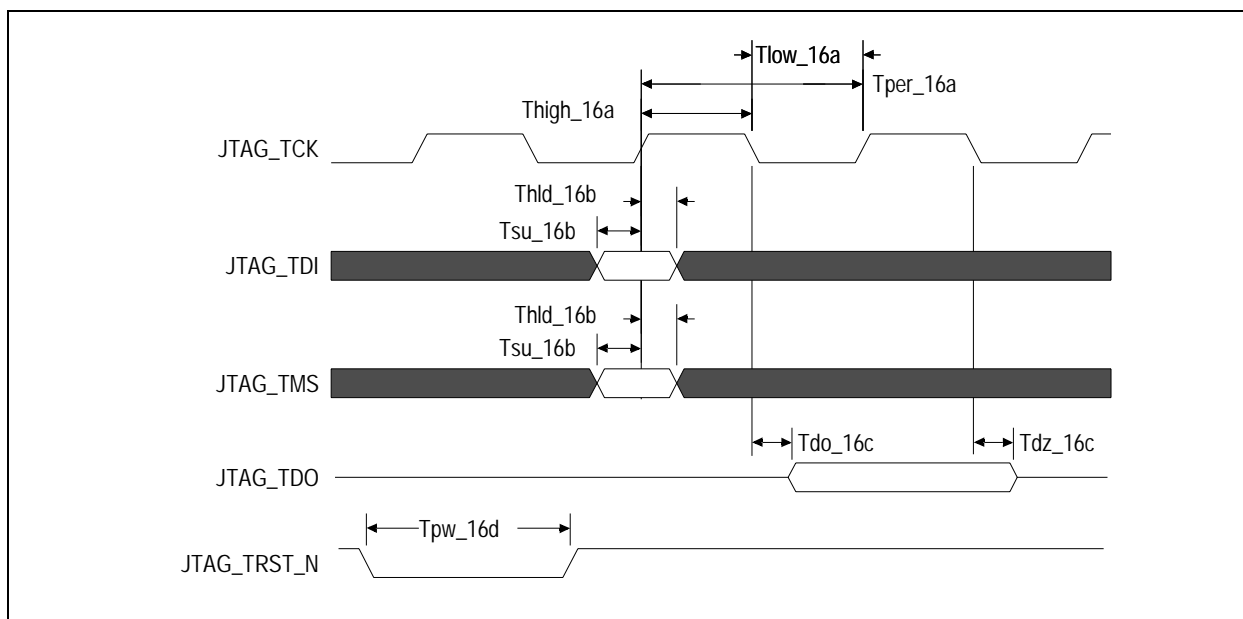 Tlow_16a
Tper_16a
Thigh_16a
JTAG_TCK
Thld_16b
Tsu_16b
JTAG_TDI
Thld_16b
Tsu_16b
JTAG_TMS
Tdo_16c
Tdz_16c
JTAG_TDO
Tpw_16d
JTAG_TRST_N